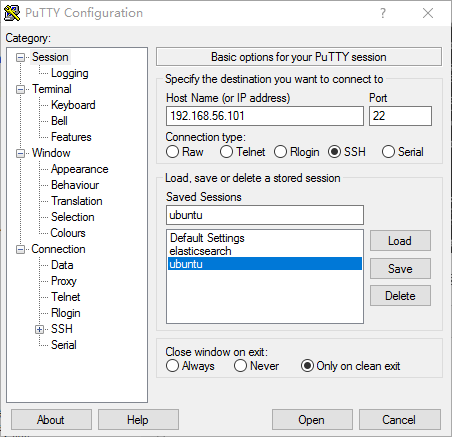 PuTTY Configuration
Category:
Session
Logging
Terminal
Keyboard
Bell
Features
Window
Appearance
Behaviour
Translation
Selection
Colours
Connection
Data
Proxy
Telnet
Rlogin
SSH
Serial
Basic options for your PuTTY session
Specify the destination you want to connect to
Host Name (or IP address) Port
192.168.56.101 22
Connection type:
Raw Telnet Rlogin SSH Serial
Load, save or delete a stored session
Saved Sessions
ubuntu
Default Settings
elasticsearch
ubuntu
Load
Save
Delete
Close window on exit:
Always Never Only on clean exit
About Help Open Cancel